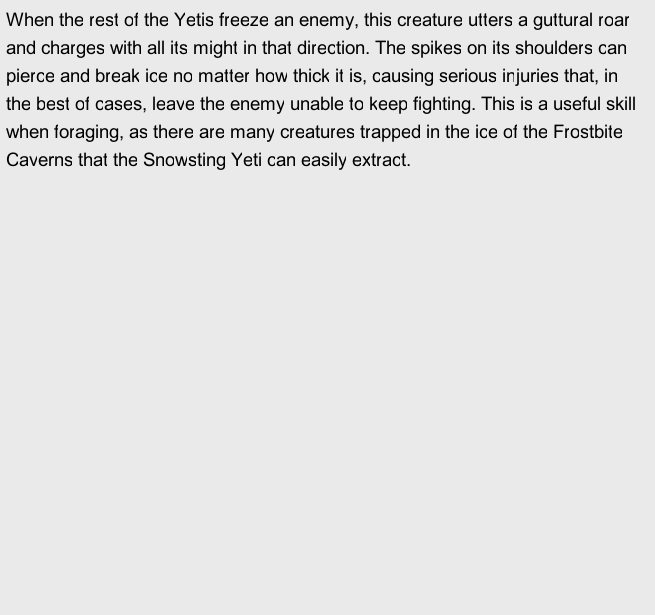 When the rest of the Yetis freeze an enemy, this creature utters a guttural roar
and charges with all its might in that direction. The spikes on its shoulders can
pierce and break ice no matter how thick it is, causing serious injuries that, in
the best of cases, leave the enemy unable to keep fighting. This is a useful skill
when foraging, as there are many creatures trapped in the ice of the Frostbite
Caverns that the Snowsting Yeti can easily extract.